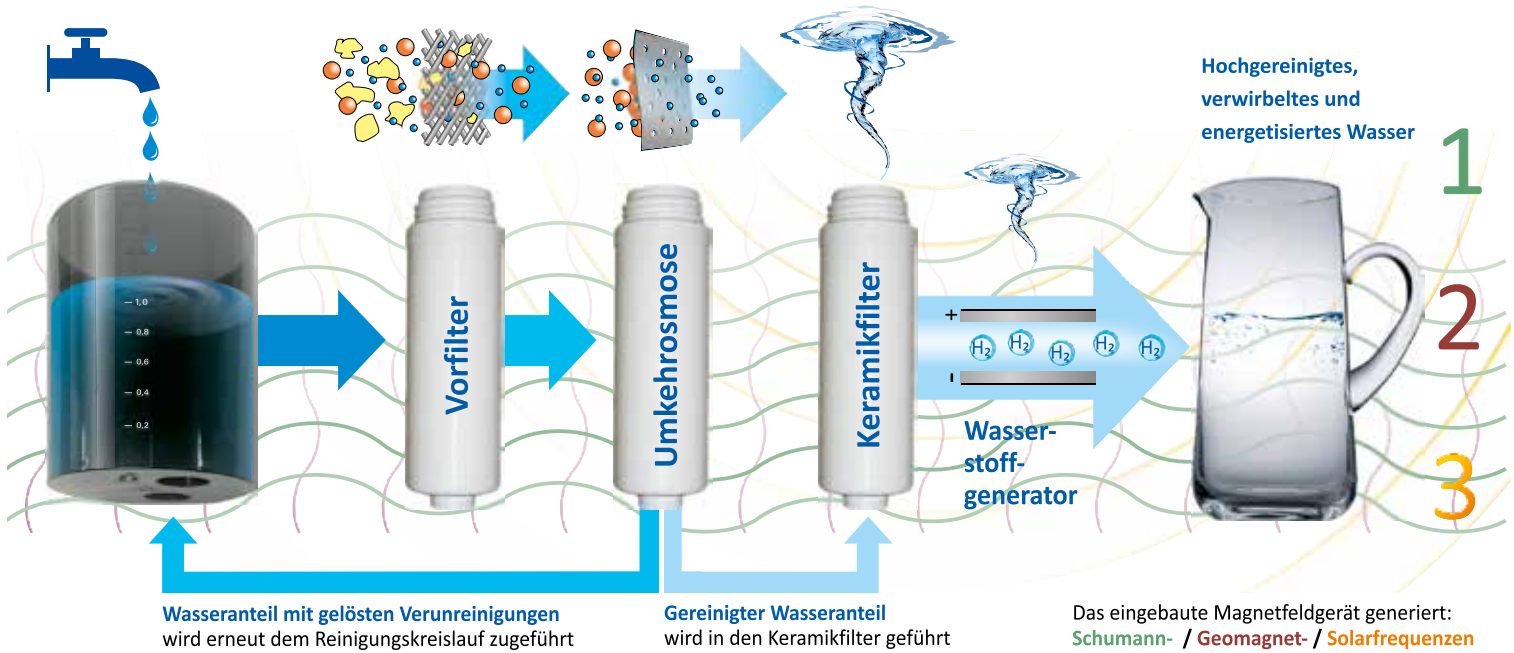 Hochgereinigtes,
verwirbeltes und
energetisiertes Wasser
1
2
3
1,0
0,8
0,6
0,4
0,2
Vorfilter
Umkehrosmose
Keramikfilter
+
H₂ H₂ H₂ H₂ H₂
-
Wasser-
stoff-
generator
Wasseranteil mit gelösten Verunreinigungen
wird erneut dem Reinigungskreislauf zugeführt
Gereinigter Wasseranteil
wird in den Keramikfilter geführt
Das eingebaute Magnetfeldgerät generiert:
Schumann- / Geomagnet- / Solarfrequenzen